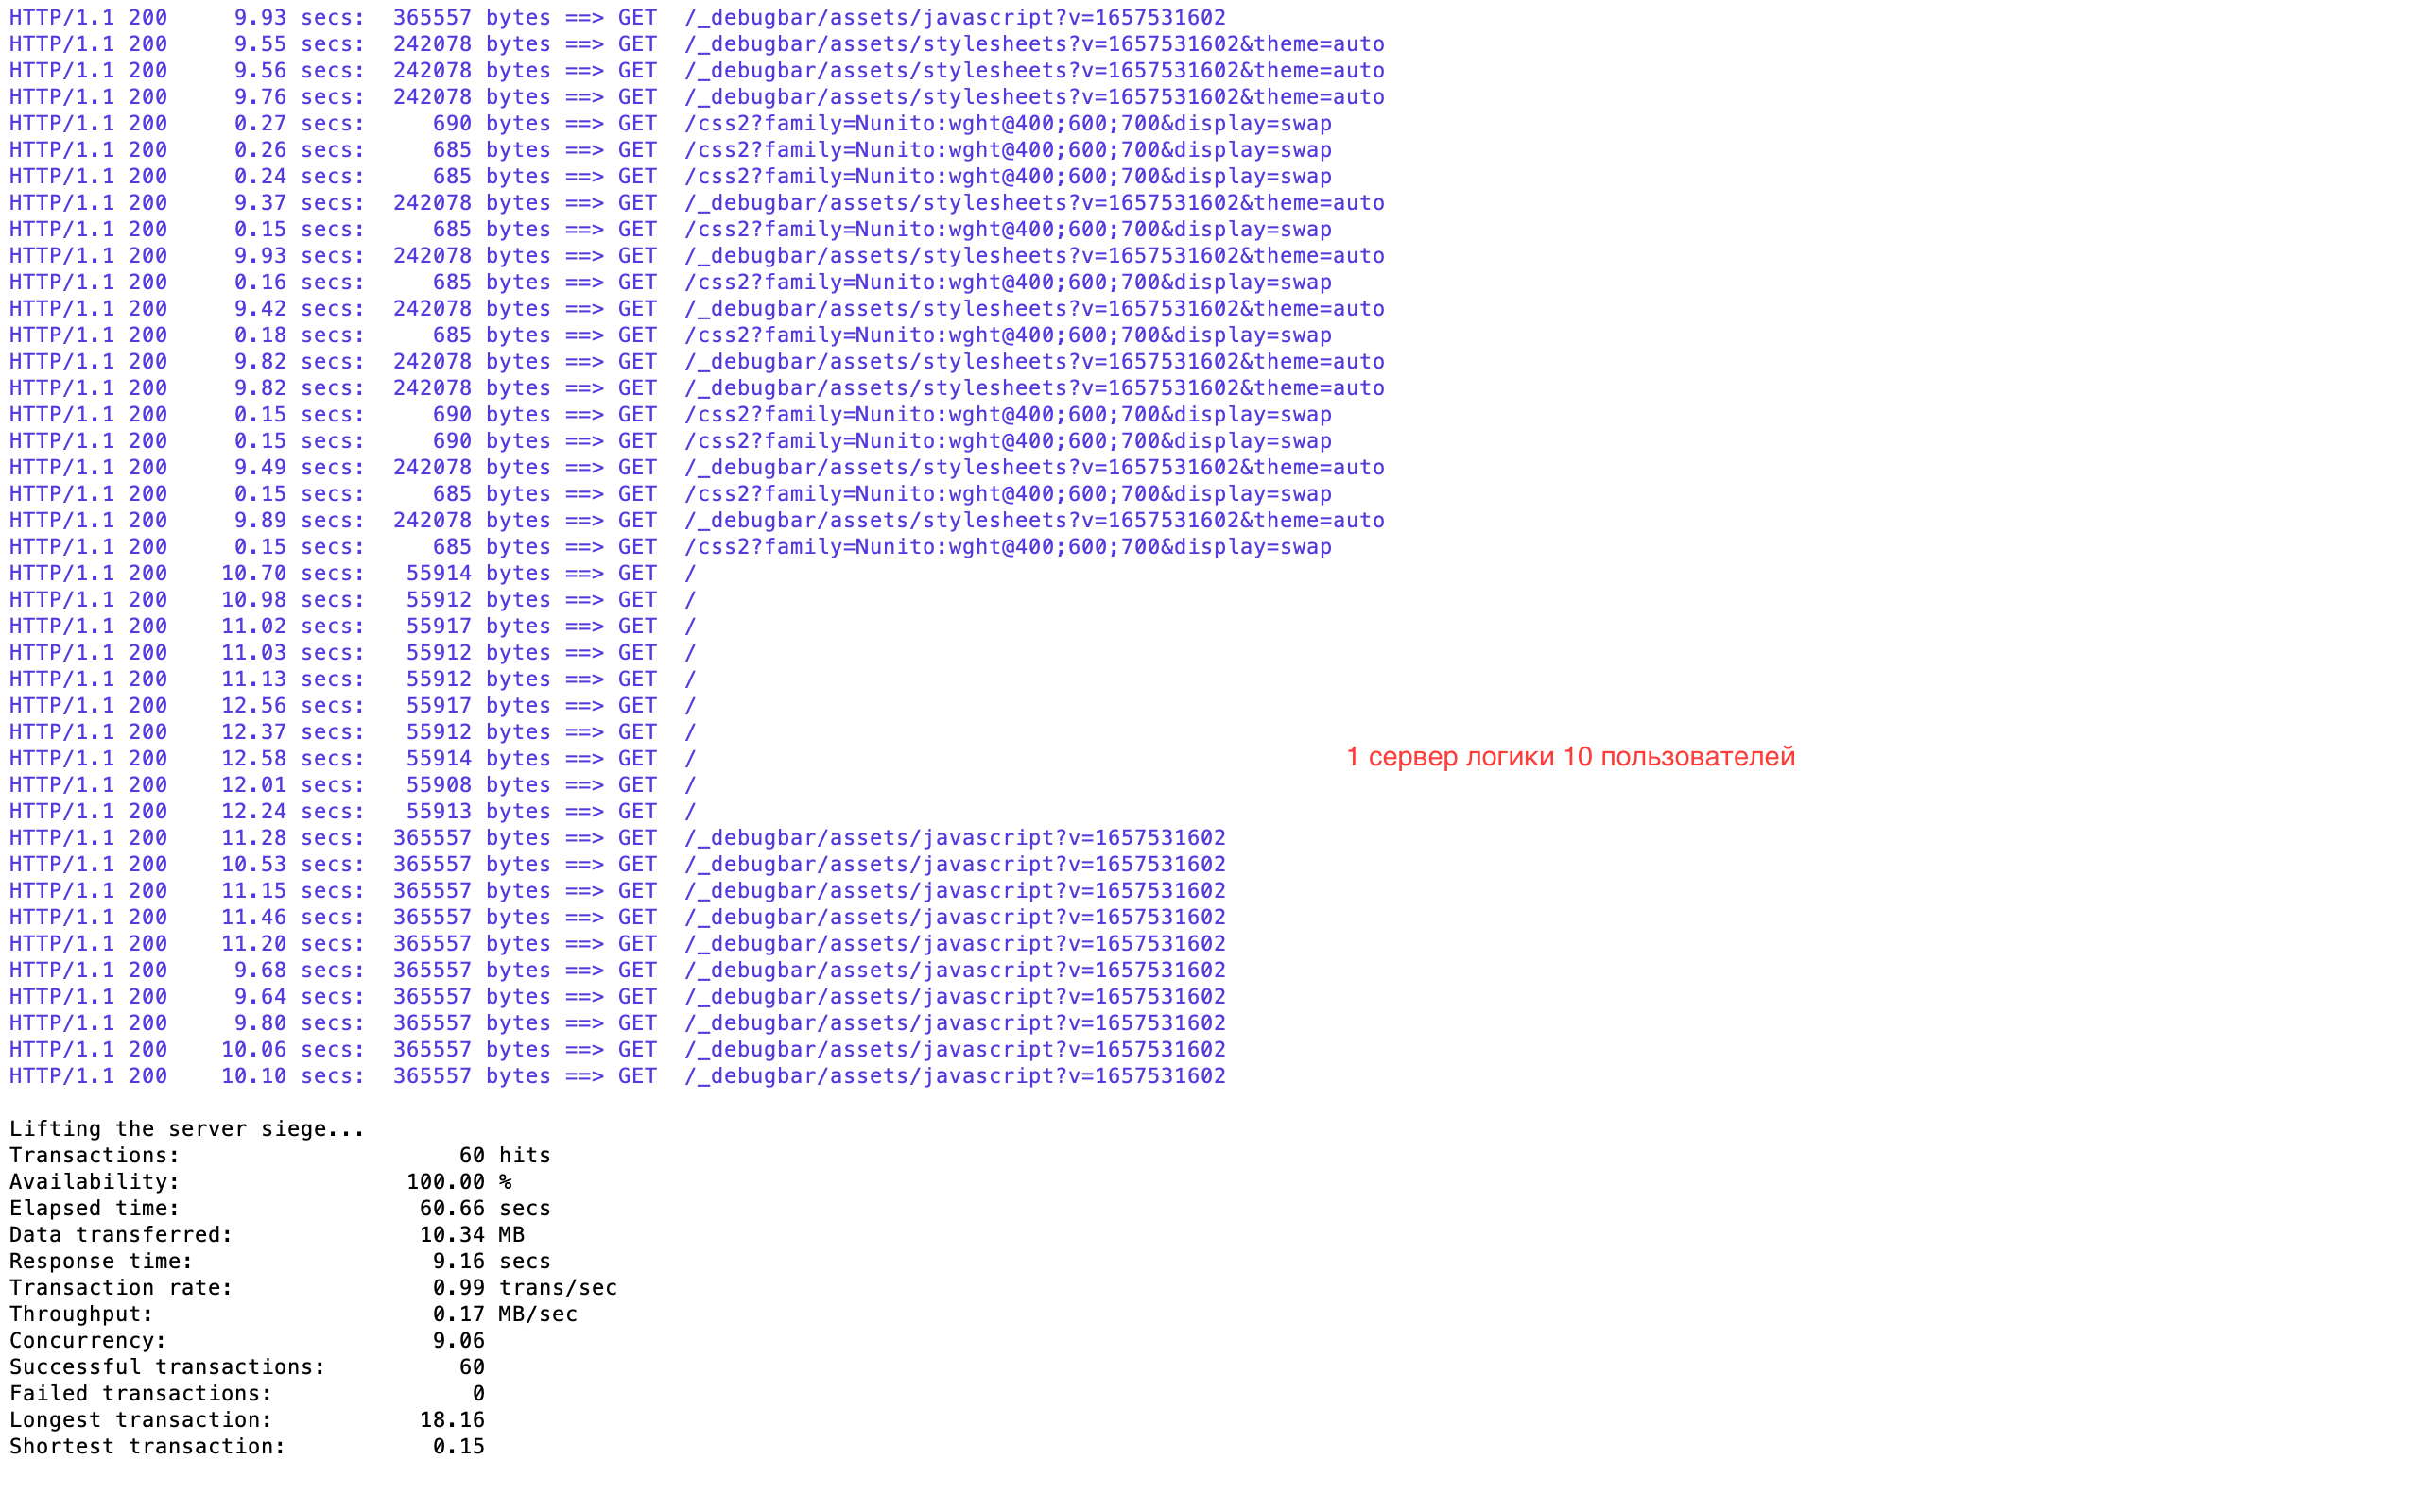 HTTP/1.1 200     9.93 secs:  365557 bytes ==> GET  /_debugbar/assets/javascript?v=1657531602
HTTP/1.1 200     9.55 secs:  242078 bytes ==> GET  /_debugbar/assets/stylesheets?v=1657531602&theme=auto
HTTP/1.1 200     9.56 secs:  242078 bytes ==> GET  /_debugbar/assets/stylesheets?v=1657531602&theme=auto
HTTP/1.1 200     9.76 secs:  242078 bytes ==> GET  /_debugbar/assets/stylesheets?v=1657531602&theme=auto
HTTP/1.1 200     0.27 secs:     690 bytes ==> GET  /css2?family=Nunito:wght@400;600;700&display=swap
HTTP/1.1 200     0.26 secs:     685 bytes ==> GET  /css2?family=Nunito:wght@400;600;700&display=swap
HTTP/1.1 200     0.24 secs:     685 bytes ==> GET  /css2?family=Nunito:wght@400;600;700&display=swap
HTTP/1.1 200     9.37 secs:  242078 bytes ==> GET  /_debugbar/assets/stylesheets?v=1657531602&theme=auto
HTTP/1.1 200     0.15 secs:     685 bytes ==> GET  /css2?family=Nunito:wght@400;600;700&display=swap
HTTP/1.1 200     9.93 secs:  242078 bytes ==> GET  /_debugbar/assets/stylesheets?v=1657531602&theme=auto
HTTP/1.1 200     0.16 secs:     685 bytes ==> GET  /css2?family=Nunito:wght@400;600;700&display=swap
HTTP/1.1 200     9.42 secs:  242078 bytes ==> GET  /_debugbar/assets/stylesheets?v=1657531602&theme=auto
HTTP/1.1 200     0.18 secs:     685 bytes ==> GET  /css2?family=Nunito:wght@400;600;700&display=swap
HTTP/1.1 200     9.82 secs:  242078 bytes ==> GET  /_debugbar/assets/stylesheets?v=1657531602&theme=auto
HTTP/1.1 200     9.82 secs:  242078 bytes ==> GET  /_debugbar/assets/stylesheets?v=1657531602&theme=auto
HTTP/1.1 200     0.15 secs:     690 bytes ==> GET  /css2?family=Nunito:wght@400;600;700&display=swap
HTTP/1.1 200     0.15 secs:     690 bytes ==> GET  /css2?family=Nunito:wght@400;600;700&display=swap
HTTP/1.1 200     9.49 secs:  242078 bytes ==> GET  /_debugbar/assets/stylesheets?v=1657531602&theme=auto
HTTP/1.1 200     0.15 secs:     685 bytes ==> GET  /css2?family=Nunito:wght@400;600;700&display=swap
HTTP/1.1 200     9.89 secs:  242078 bytes ==> GET  /_debugbar/assets/stylesheets?v=1657531602&theme=auto
HTTP/1.1 200     0.15 secs:     685 bytes ==> GET  /css2?family=Nunito:wght@400;600;700&display=swap
HTTP/1.1 200    10.70 secs:   55914 bytes ==> GET  /
HTTP/1.1 200    10.98 secs:   55912 bytes ==> GET  /
HTTP/1.1 200    11.02 secs:   55917 bytes ==> GET  /
HTTP/1.1 200    11.03 secs:   55912 bytes ==> GET  /
HTTP/1.1 200    11.13 secs:   55912 bytes ==> GET  /
HTTP/1.1 200    12.56 secs:   55917 bytes ==> GET  /
HTTP/1.1 200    12.37 secs:   55912 bytes ==> GET  /
HTTP/1.1 200    12.58 secs:   55914 bytes ==> GET  /
1 сервер логики 10 пользователей
HTTP/1.1 200    12.01 secs:   55908 bytes ==> GET  /
HTTP/1.1 200    12.24 secs:   55913 bytes ==> GET  /
HTTP/1.1 200    11.28 secs:  365557 bytes ==> GET  /_debugbar/assets/javascript?v=1657531602
HTTP/1.1 200    10.53 secs:  365557 bytes ==> GET  /_debugbar/assets/javascript?v=1657531602
HTTP/1.1 200    11.15 secs:  365557 bytes ==> GET  /_debugbar/assets/javascript?v=1657531602
HTTP/1.1 200    11.46 secs:  365557 bytes ==> GET  /_debugbar/assets/javascript?v=1657531602
HTTP/1.1 200    11.20 secs:  365557 bytes ==> GET  /_debugbar/assets/javascript?v=1657531602
HTTP/1.1 200     9.68 secs:  365557 bytes ==> GET  /_debugbar/assets/javascript?v=1657531602
HTTP/1.1 200     9.64 secs:  365557 bytes ==> GET  /_debugbar/assets/javascript?v=1657531602
HTTP/1.1 200     9.80 secs:  365557 bytes ==> GET  /_debugbar/assets/javascript?v=1657531602
HTTP/1.1 200    10.06 secs:  365557 bytes ==> GET  /_debugbar/assets/javascript?v=1657531602
HTTP/1.1 200    10.10 secs:  365557 bytes ==> GET  /_debugbar/assets/javascript?v=1657531602
Lifting the server siege...
Transactions:                     60 hits
Availability:                 100.00 %
Elapsed time:                  60.66 secs
Data transferred:              10.34 MB
Response time:                  9.16 secs
Transaction rate:               0.99 trans/sec
Throughput:                     0.17 MB/sec
Concurrency:                    9.06
Successful transactions:          60
Failed transactions:               0
Longest transaction:           18.16
Shortest transaction:           0.15